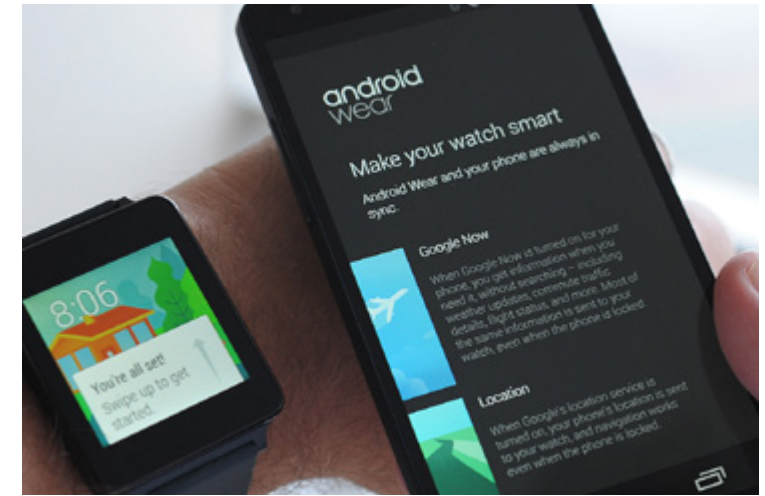 8:06
You're all set!
Swipe up to get
started.
android
wear
Make your watch smart
Android Wear and your phone are always in
sync.
Google Now
When Google Now is turned on for your
phone, you get information when you
need it, without searching – including
weather updates, commute traffic
details, flight status, and more. Most of
the same information is sent to your
watch, even when the phone is locked.
Location
When Google's location service is
turned on, your phone's location is sent
to your watch, and navigation works
even when the phone is locked.